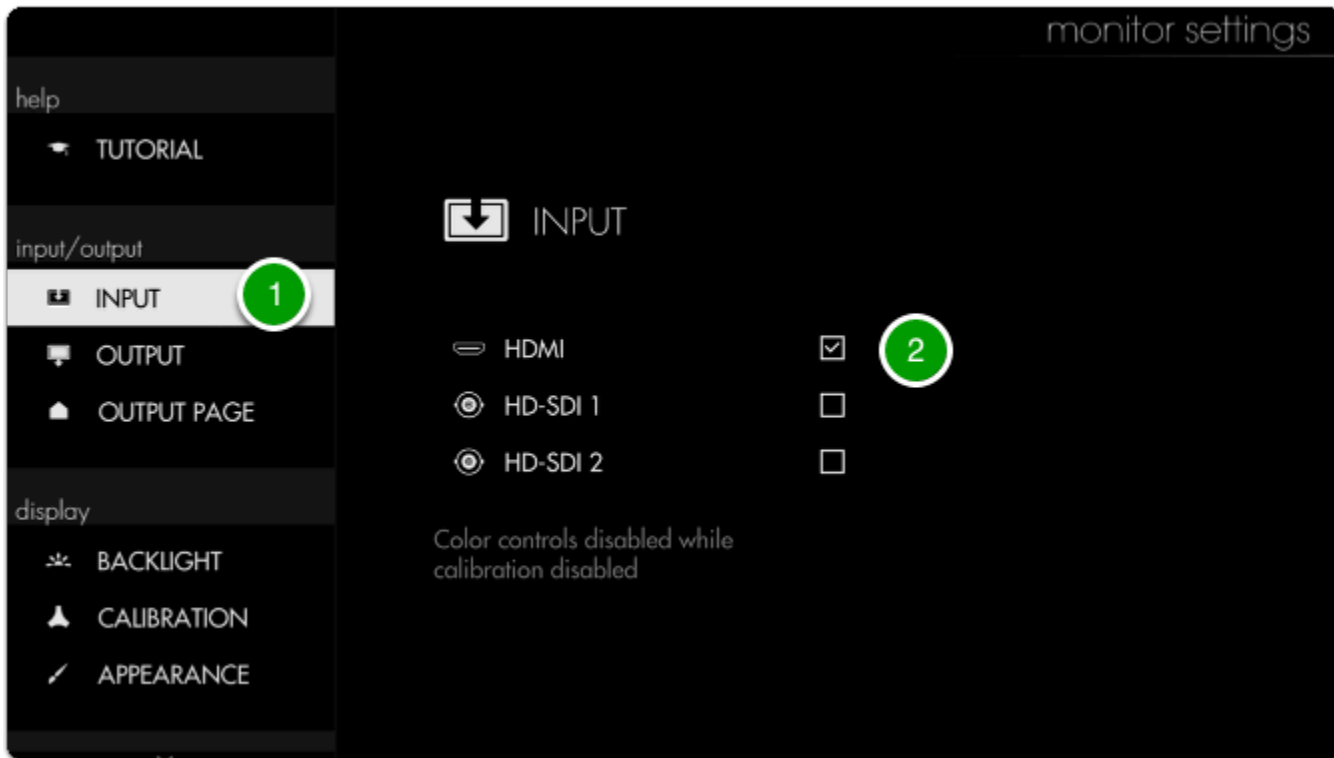 monitor settings
help
TUTORIAL
input/output
INPUT
1
OUTPUT
OUTPUT PAGE
display
BACKLIGHT
CALIBRATION
APPEARANCE
INPUT
HDMI
2
HD-SDI 1
HD-SDI 2
Color controls disabled while
calibration disabled